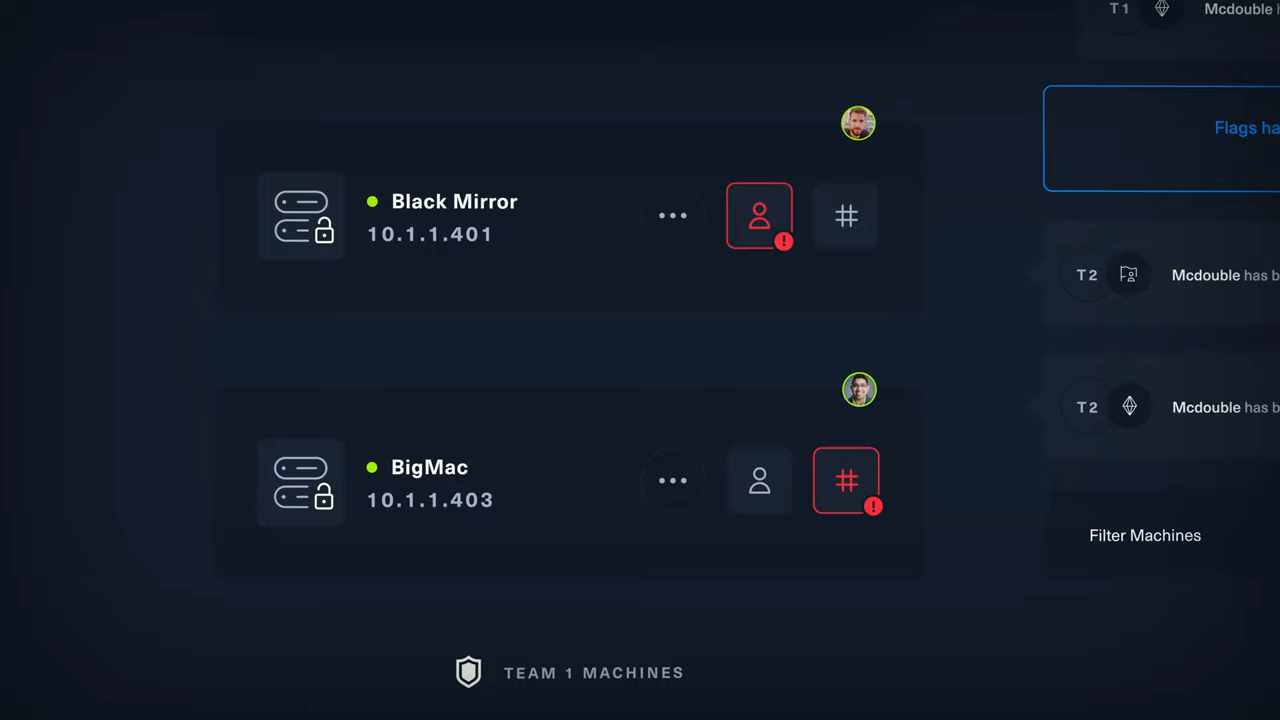 T1
Mcdouble
Flags ha
Black Mirror
10.1.1.401
T2
Mcdouble has b
BigMac
10.1.1.403
T2
Mcdouble has b
Filter Machines
TEAM 1 MACHINES